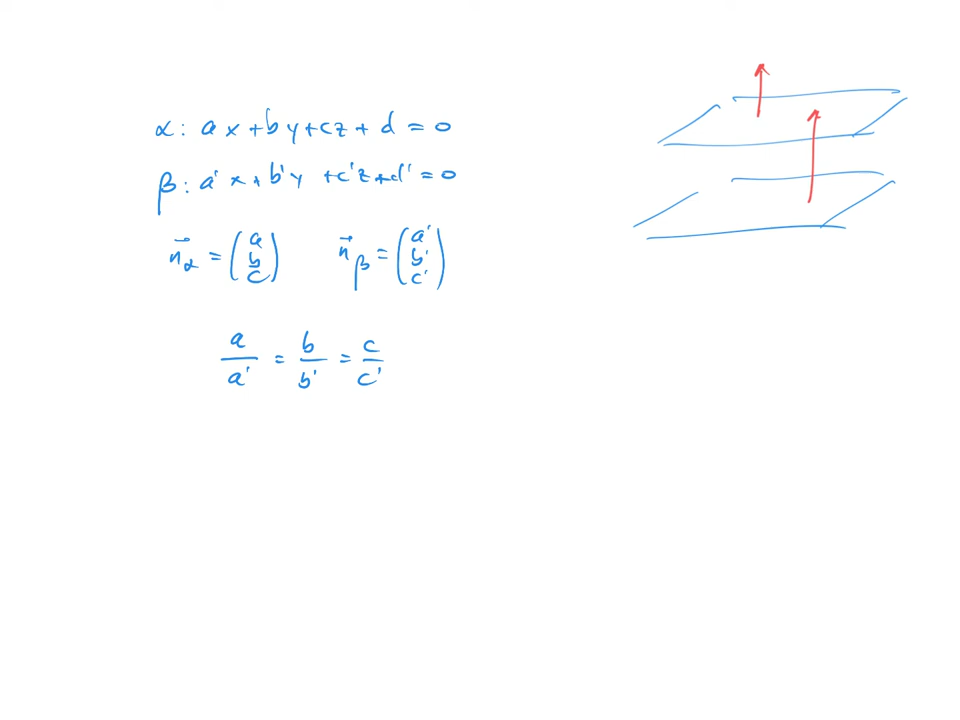 α: ax+by+cz+d=0
β: a'x+b'y+c'z+d'=0
n⃗α = (a b c) n⃗β = (a' b' c')
a/a' = b/b' = c/c'